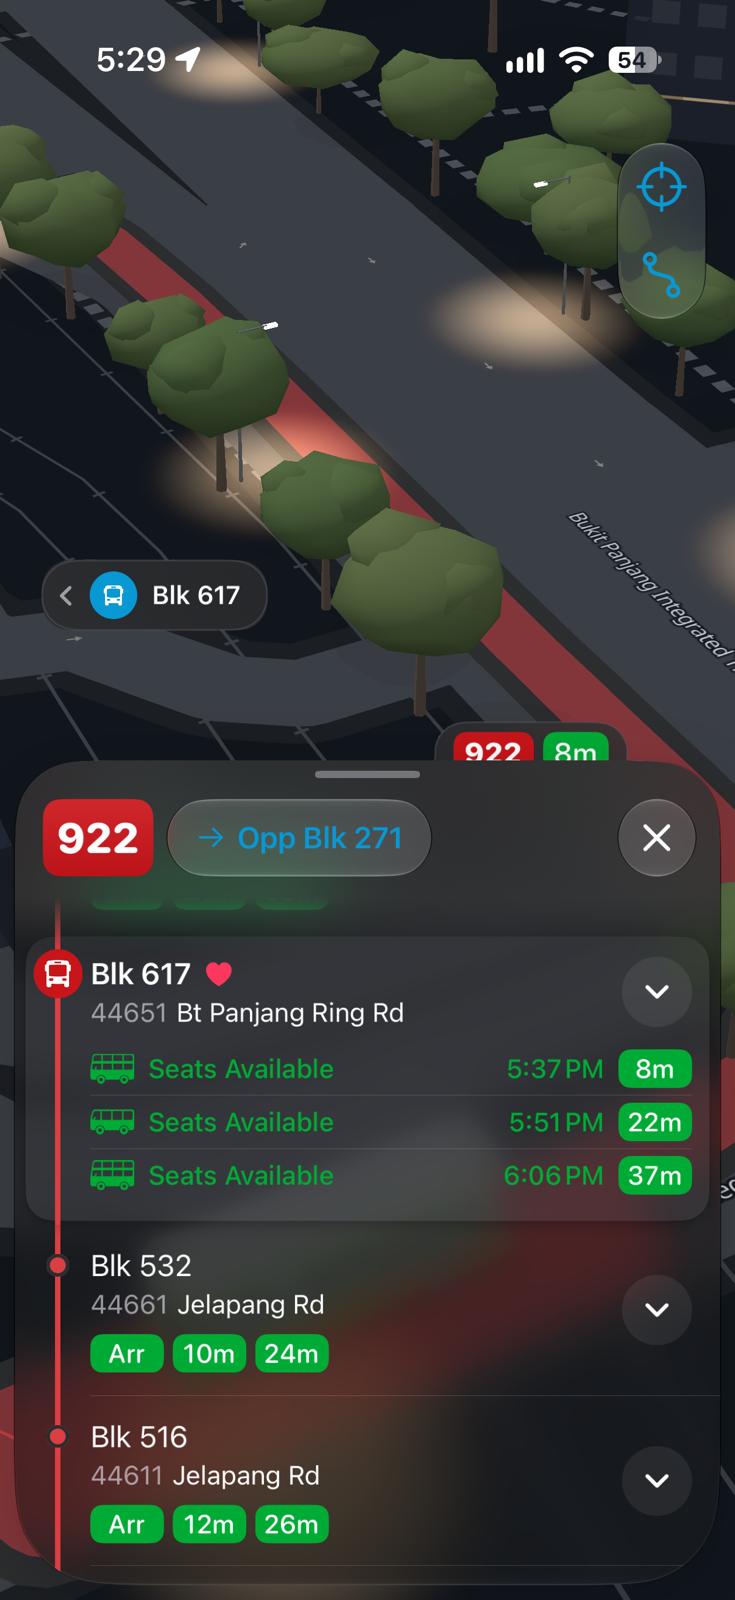 5:29
54
Bukit Panjang Integrated
Blk 617
922 8m
922 → Opp Blk 271
Blk 617
44651 Bt Panjang Ring Rd
Seats Available 5:37 PM 8m
Seats Available 5:51 PM 22m
Seats Available 6:06 PM 37m
Blk 532
44661 Jelapang Rd
Arr 10m 24m
Blk 516
44611 Jelapang Rd
Arr 12m 26m